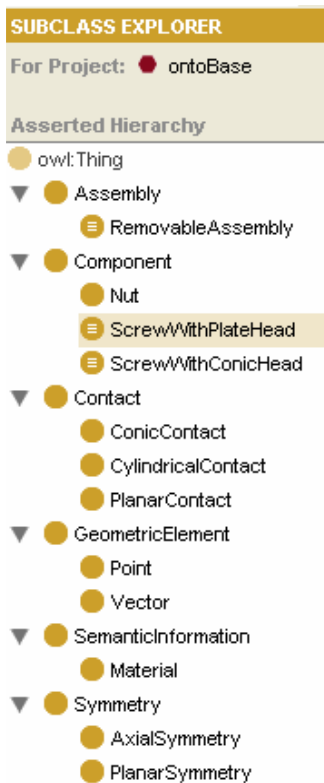 SUBCLASS EXPLORER
For Project: ontoBase
Asserted Hierarchy
owl:Thing
Assembly
RemovableAssembly
Component
Nut
ScrewWithPlateHead
ScrewWithConicHead
Contact
ConicContact
CylindricalContact
PlanarContact
GeometricElement
Point
Vector
SemanticInformation
Material
Symmetry
AxialSymmetry
PlanarSymmetry